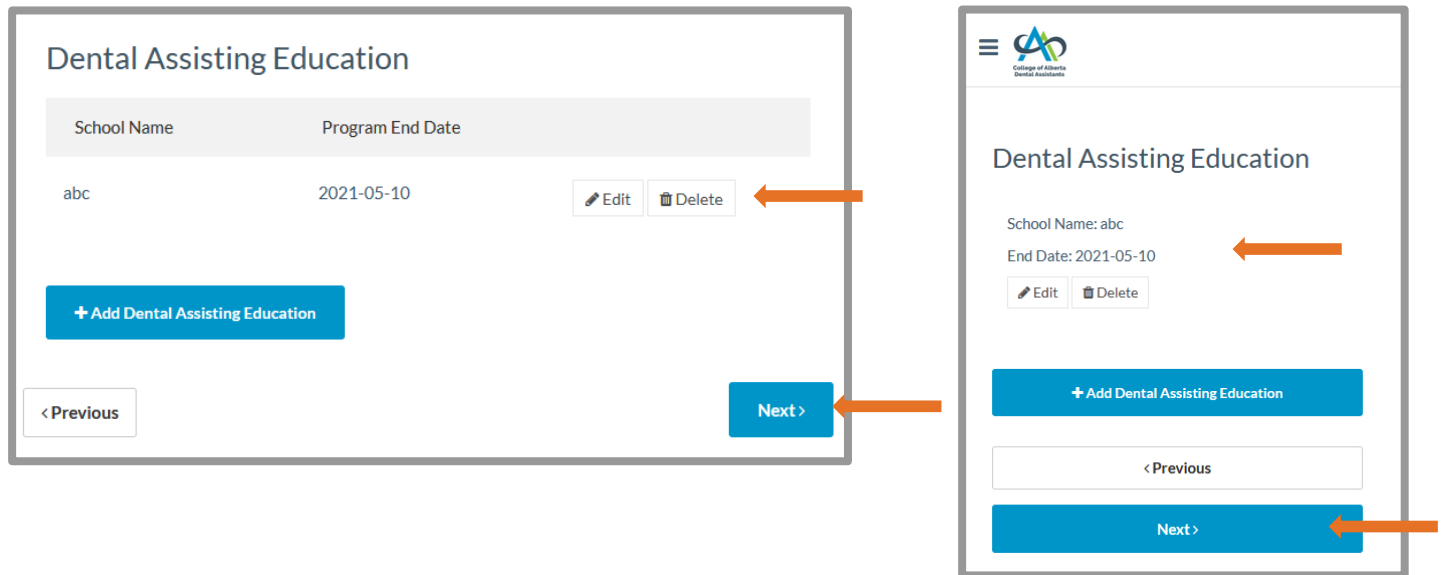 Dental Assisting Education
School Name Program End Date
abc 2021-05-10 Edit Delete
+ Add Dental Assisting Education
< Previous Next >
College of Alberta
Dental Assistants
Dental Assisting Education
School Name: abc
End Date: 2021-05-10
Edit Delete
+ Add Dental Assisting Education
< Previous
Next >